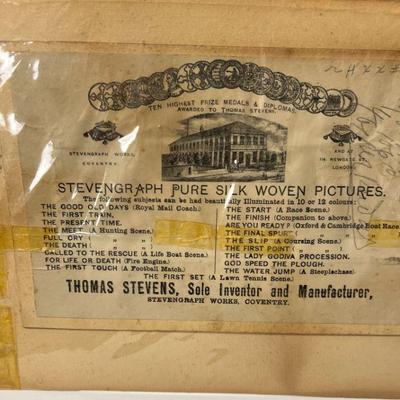 TEN HIGHEST PRIZE MEDALS & DIPLOMAS
AWARDED TO THOMAS STEVENS.
STEVENGRAPH WORKS,
COVENTRY.
AND AT
NEWGATE ST
LONDON
STEVENGRAPH PURE SILK WOVEN PICTURES.
The following subjects can be had beautifully Illuminated in 10 or 12 colours:
THE GOOD OLD DAYS (Royal Mail Coach.)
THE FIRST TRAIN.
THE PRESENT TIME.
THE MEET (A Hunting Scene).
FULL CRY ( „ „ )
THE DEATH ( „ „ )
CALLED TO THE RESCUE (A Life Boat Scene).
FOR LIFE OR DEATH (Fire Engine).
THE FIRST TOUCH (A Football Match).
THE START (A Race Scene).
THE FINISH (Companion to above).
ARE YOU READY? (Oxford & Cambridge Boat Race
THE FINAL SPUR ( „ „
THE SLIP (A Coursing Scene).
THE FIRST POINT ( „ „ )
THE LADY GODIVA PROCESSION.
GOD SPEED THE PLOUGH.
THE WATER JUMP (A Steeplechase)
THE FIRST SET (A Lawn Tennis Scene).
THOMAS STEVENS, Sole Inventor and Manufacturer,
STEVENGRAPH WORKS, COVENTRY.